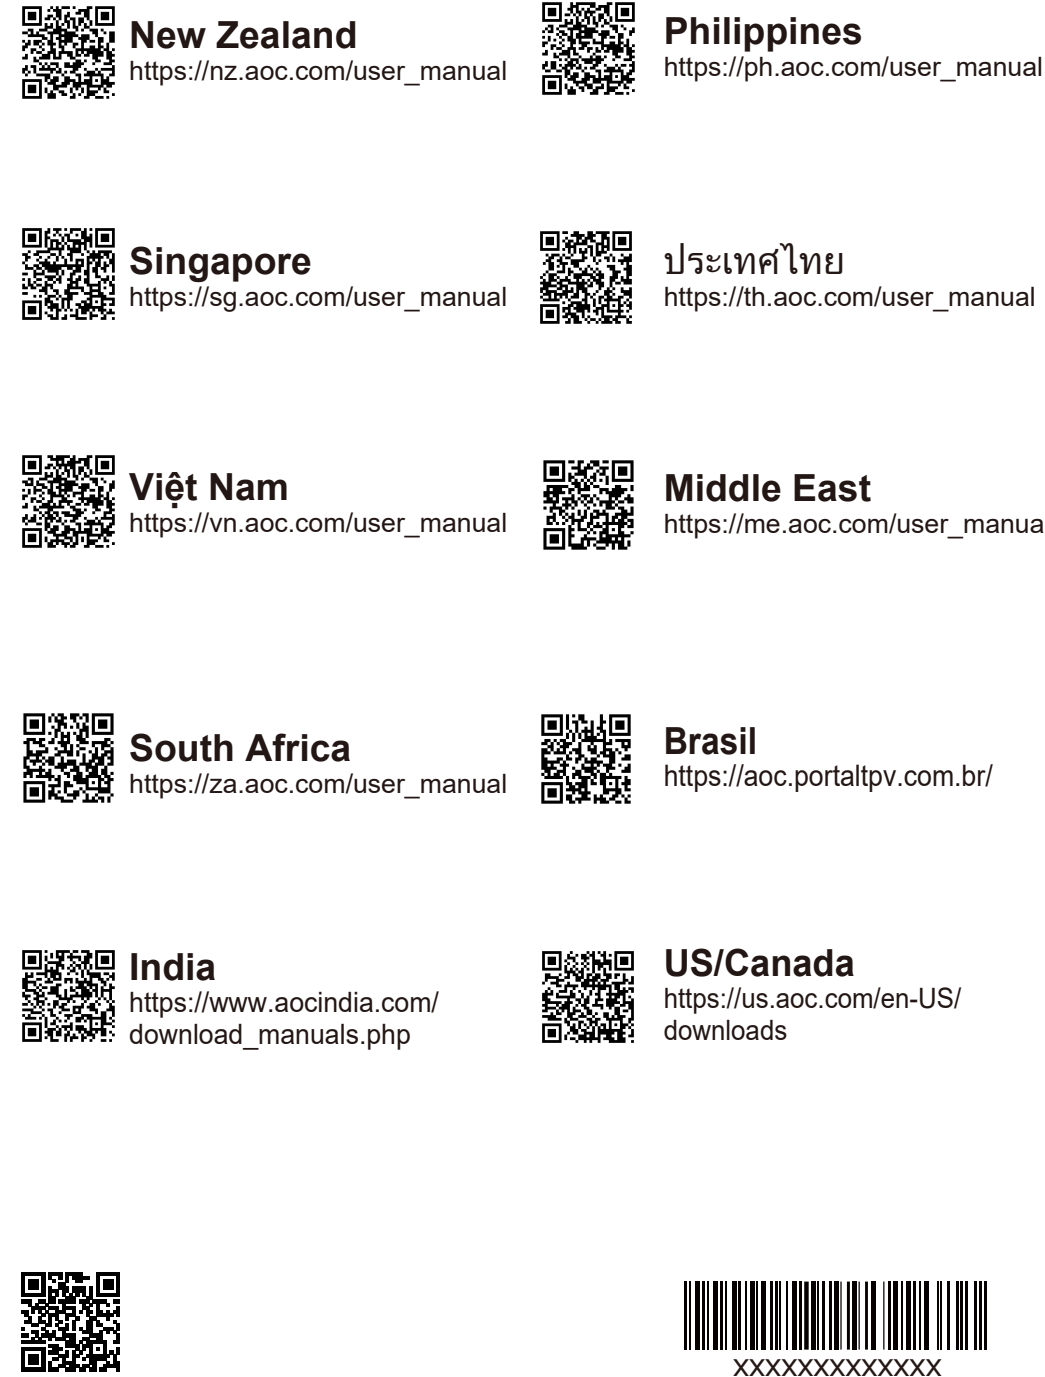 New Zealand
https://nz.aoc.com/user_manual
Philippines
https://ph.aoc.com/user_manual
Singapore
https://sg.aoc.com/user_manual
ประเทศไทย
https://th.aoc.com/user_manual
Việt Nam
https://vn.aoc.com/user_manual
Middle East
https://me.aoc.com/user_manua
South Africa
https://za.aoc.com/user_manual
Brasil
https://aoc.portaltpv.com.br/
India
https://www.aocindia.com/
download_manuals.php
US/Canada
https://us.aoc.com/en-US/
downloads
XXXXXXXXXXXXX